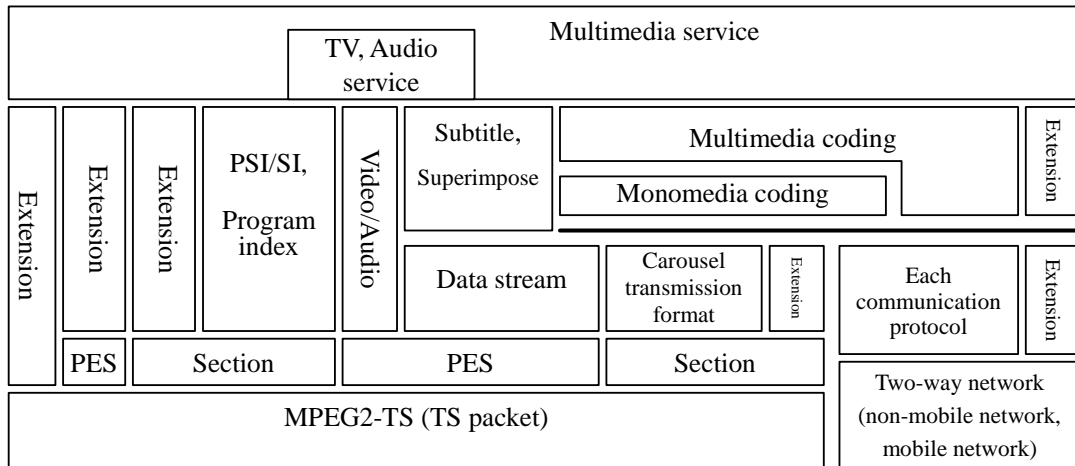 Multimedia service
TV, Audio
service
Extension
Extension
Extension
PSI/SI,
Program
index
Video/Audio
Subtitle,
Superimpose
Multimedia coding
Monomedia coding
Extension
Data stream
Carousel
transmission
format
Extension
Each
communication
protocol
Extension
PES
Section
PES
Section
MPEG2-TS (TS packet)
Two-way network
(non-mobile network,
mobile network)